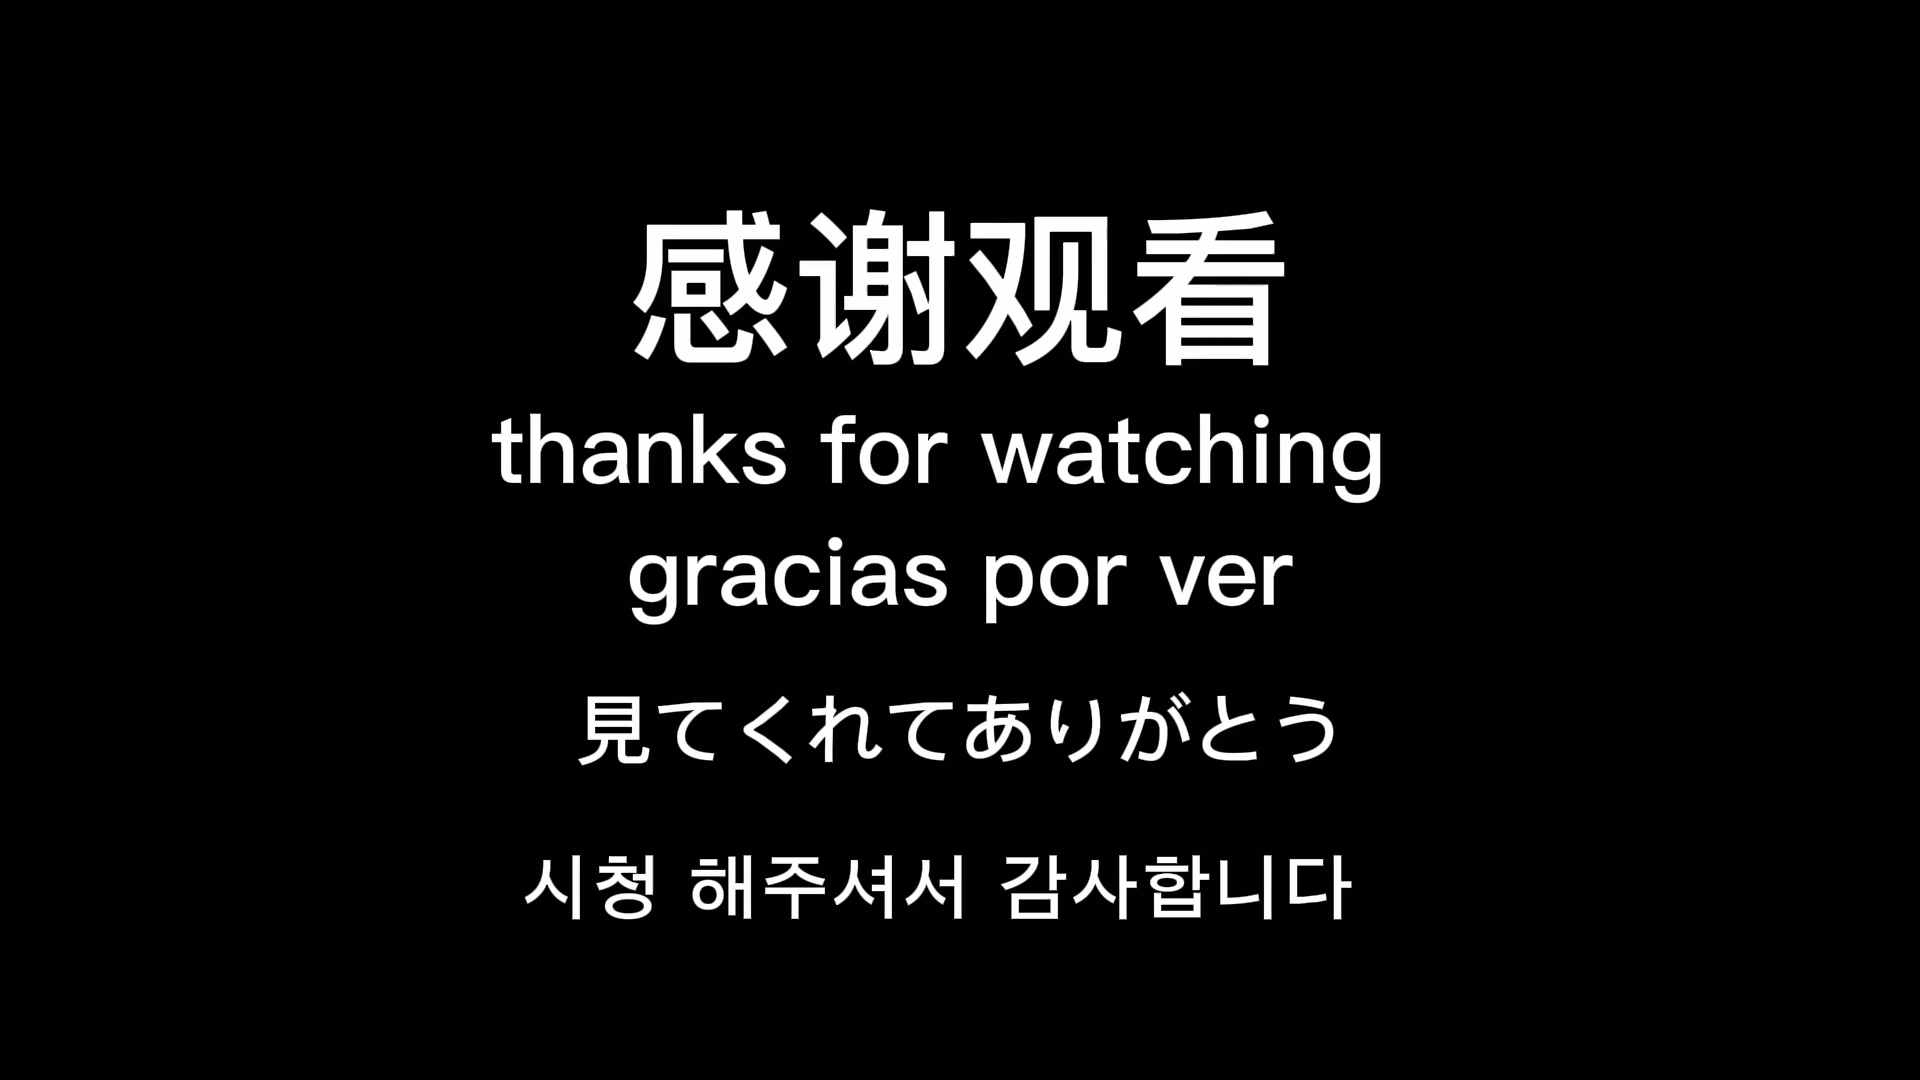 感谢观看
thanks for watching
gracias por ver
見てくれてありがとう
시청 해주셔서 감사합니다